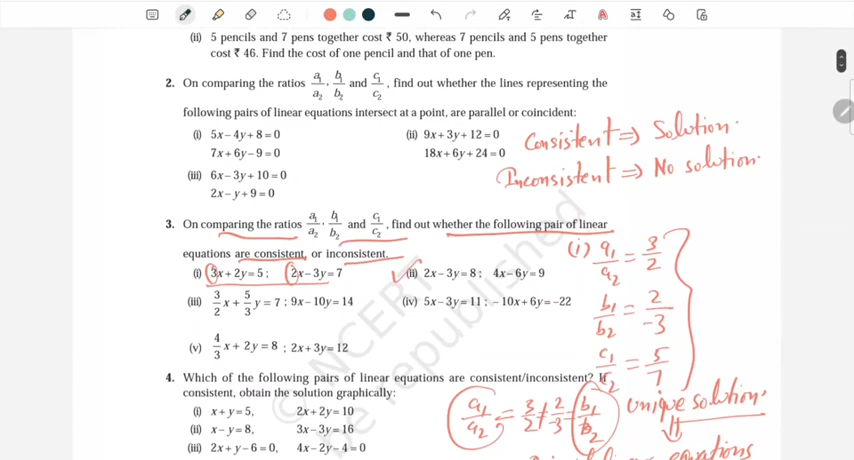 (ii) 5 pencils and 7 pens together cost ₹ 50, whereas 7 pencils and 5 pens together
cost ₹ 46. Find the cost of one pencil and that of one pen.
2. On comparing the ratios a₁/a₂, b₁/b₂ and c₁/c₂, find out whether the lines representing the
following pairs of linear equations intersect at a point, are parallel or coincident:
(i) 5x – 4y + 8 = 0
7x + 6y – 9 = 0
(ii) 9x + 3y + 12 = 0
18x + 6y + 24 = 0
(iii) 6x – 3y + 10 = 0
2x – y + 9 = 0
Consistent ⇒ Solution.
Inconsistent ⇒ No solution.
3. On comparing the ratios a₁/a₂, b₁/b₂ and c₁/c₂, find out whether the following pair of linear
equations are consistent, or inconsistent.
(i) 3x + 2y = 5 ; 2x – 3y = 7
(ii) 2x – 3y = 8 ; 4x – 6y = 9
(iii) 3/2 x + 5/3 y = 7 ; 9x – 10y = 14
(iv) 5x – 3y = 11 ; – 10x + 6y = –22
(v) 4/3 x + 2y = 8 ; 2x + 3y = 12
(i) a₁/a₂ = 3/2
b₁/b₂ = 2/-3
c₁/c₂ = 5/7
4. Which of the following pairs of linear equations are consistent/inconsistent? If
consistent, obtain the solution graphically:
(i) x + y = 5, 2x + 2y = 10
(ii) x – y = 8, 3x – 3y = 16
(iii) 2x + y – 6 = 0, 4x – 2y – 4 = 0
a₁/a₂ = 3/2 ≠ 2/-3 = b₁/b₂
Unique solution.
⇓
equations
© NCERT
be republished